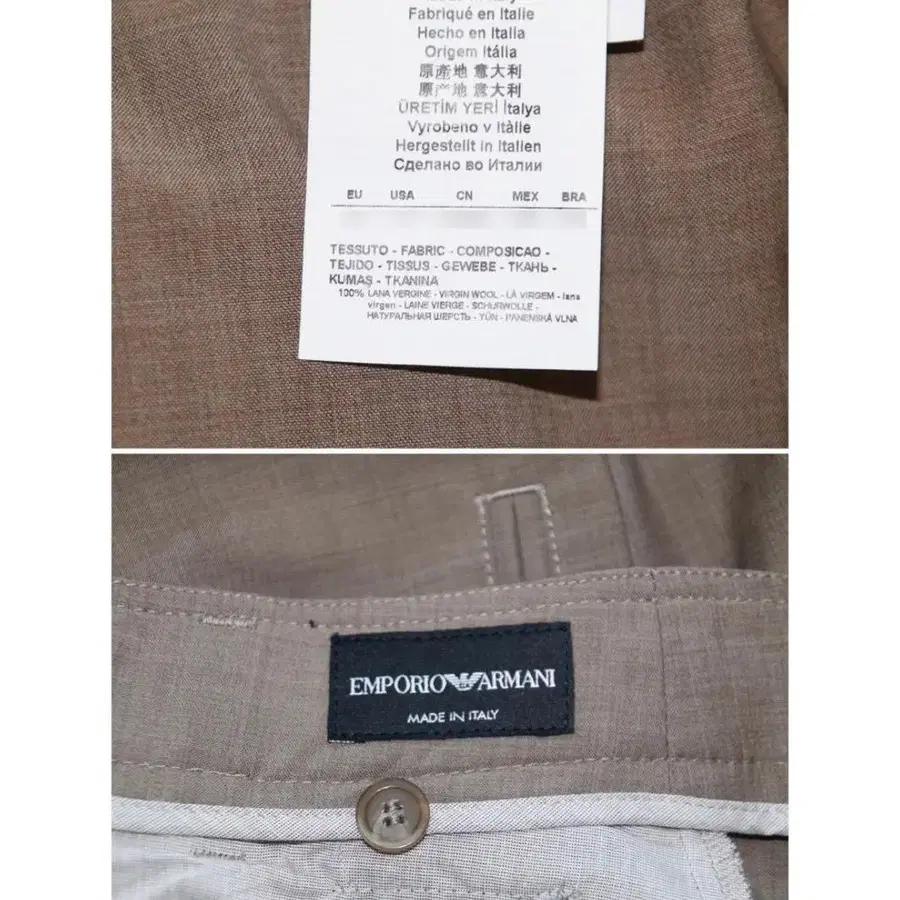 Fabriqué en Italie
Hecho en Italia
Origem Itália
原產地 意大利
原产地 意大利
ÜRETİM YERİ İtalya
Vyrobeno v Itàlie
Hergestellt in Italien
Сделано во Италии
EU USA CN MEX BRA
TESSUTO - FABRIC - COMPOSICAO -
TEJIDO - TISSUS - GEWEBE - ТКАНЬ -
KUMAŞ - TKANINA
100% LANA VERGINE - VIRGIN WOOL - LÀ VIRGEM - lana
virgen - LAINE VIERGE - SCHURWOLLE -
НАТУРАЛЬНАЯ ШЕРСТЬ - YÜN - PANENSKÁ VLNA
EMPORIO ARMANI
MADE IN ITALY